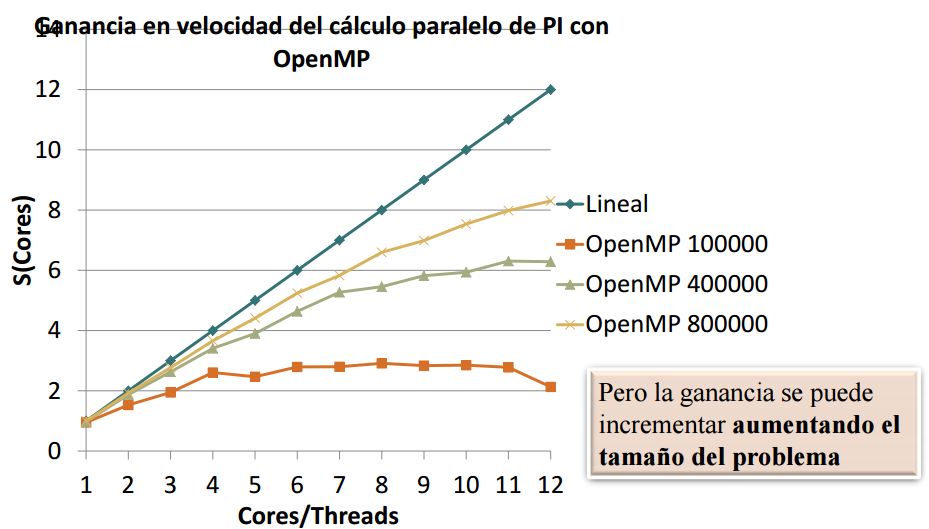 Ganancia en velocidad del cálculo paralelo de PI con
OpenMP
14
12
10
8
6
4
2
0
S(Cores)
1 2 3 4 5 6 7 8 9 10 11 12
Cores/Threads
Lineal
OpenMP 100000
OpenMP 400000
OpenMP 800000
Pero la ganancia se puede
incrementar aumentando el
tamaño del problema